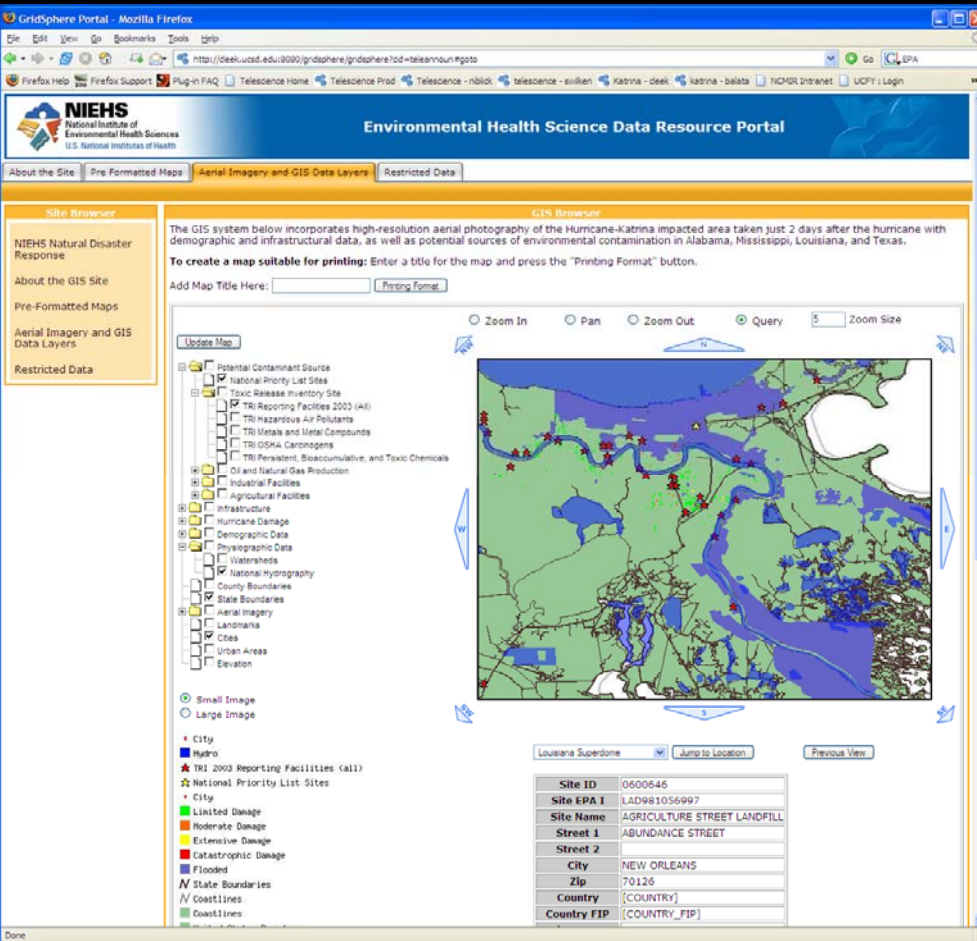 GridSphere Portal - Mozilla Firefox
File Edit View Go Bookmarks Tools Help
http://cleek.ucsd.edu:8080/gridsphere/gridsphere?cid=teleannoun#goto
Go
EPA
Firefox Help Firefox Support Plug-in FAQ Telescience Home Telescience Prod Telescience - nblick telescience - swilken Katrina - cleek katrina - balata NCMIR Intranet UCPY : Login
NIEHS
National Institute of
Environmental Health Sciences
U.S. National Institutes of Health
Environmental Health Science Data Resource Portal
About the Site Pre Formatted Maps Aerial Imagery and GIS Data Layers Restricted Data
Site Browser
NIEHS Natural Disaster
Response
About the GIS Site
Pre-Formatted Maps
Aerial Imagery and GIS
Data Layers
Restricted Data
GIS Browser
The GIS system below incorporates high-resolution aerial photography of the Hurricane-Katrina impacted area taken just 2 days after the hurricane with
demographic and infrastructural data, as well as potential sources of environmental contamination in Alabama, Mississippi, Louisiana, and Texas.
To create a map suitable for printing: Enter a title for the map and press the "Printing Format" button.
Add Map Title Here: Printing Format
Zoom In Pan Zoom Out Query 5 Zoom Size
Update Map
Potential Contaminant Source
National Priority List Sites
Toxic Release Inventory Site
TRI Reporting Facilities 2003 (All)
TRI Hazardous Air Pollutants
TRI Metals and Metal Compounds
TRI OSHA Carcinogens
TRI Persistent, Bioaccumulative, and Toxic Chemicals
Oil and Natural Gas Production
Industrial Facilities
Agricultural Facilities
Infrastructure
Hurricane Damage
Demographic Data
Physiographic Data
Watersheds
National Hydrography
County Boundaries
State Boundaries
Aerial Imagery
Landmarks
Cities
Urban Areas
Elevation
NW
N
NE
W
E
SW
S
SE
Small Image
Large Image
City
Hydro
TRI 2003 Reporting Facilities (all)
National Priority List Sites
City
Limited Damage
Moderate Damage
Extensive Damage
Catastrophic Damage
Flooded
State Boundaries
Coastlines
Coastlines
Louisiana Superdome Jump to Location Previous View
Site ID 0600646
Site EPA I LAD981056997
Site Name AGRICULTURE STREET LANDFILL
Street 1 ABUNDANCE STREET
Street 2
City NEW ORLEANS
Zip 70126
Country [COUNTRY]
Country FIP [COUNTRY_FIP]
Done